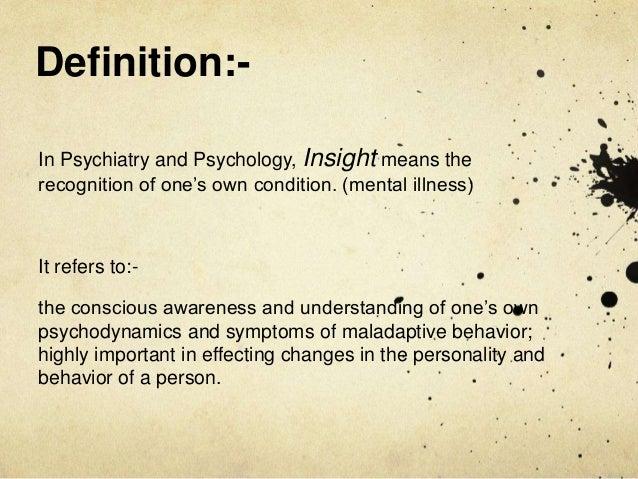 Definition:-
In Psychiatry and Psychology, Insight means the
recognition of one’s own condition. (mental illness)
It refers to:-
the conscious awareness and understanding of one’s own
psychodynamics and symptoms of maladaptive behavior;
highly important in effecting changes in the personality and
behavior of a person.